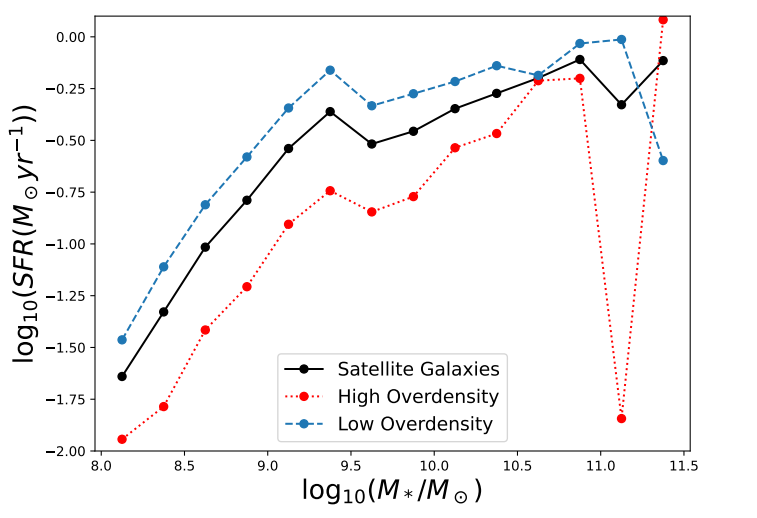 log₁₀(SFR(M⊙yr⁻¹))
0.00
−0.25
−0.50
−0.75
−1.00
−1.25
−1.50
−1.75
−2.00
Satellite Galaxies
High Overdensity
Low Overdensity
8.0 8.5 9.0 9.5 10.0 10.5 11.0 11.5
log₁₀(M*/M⊙)